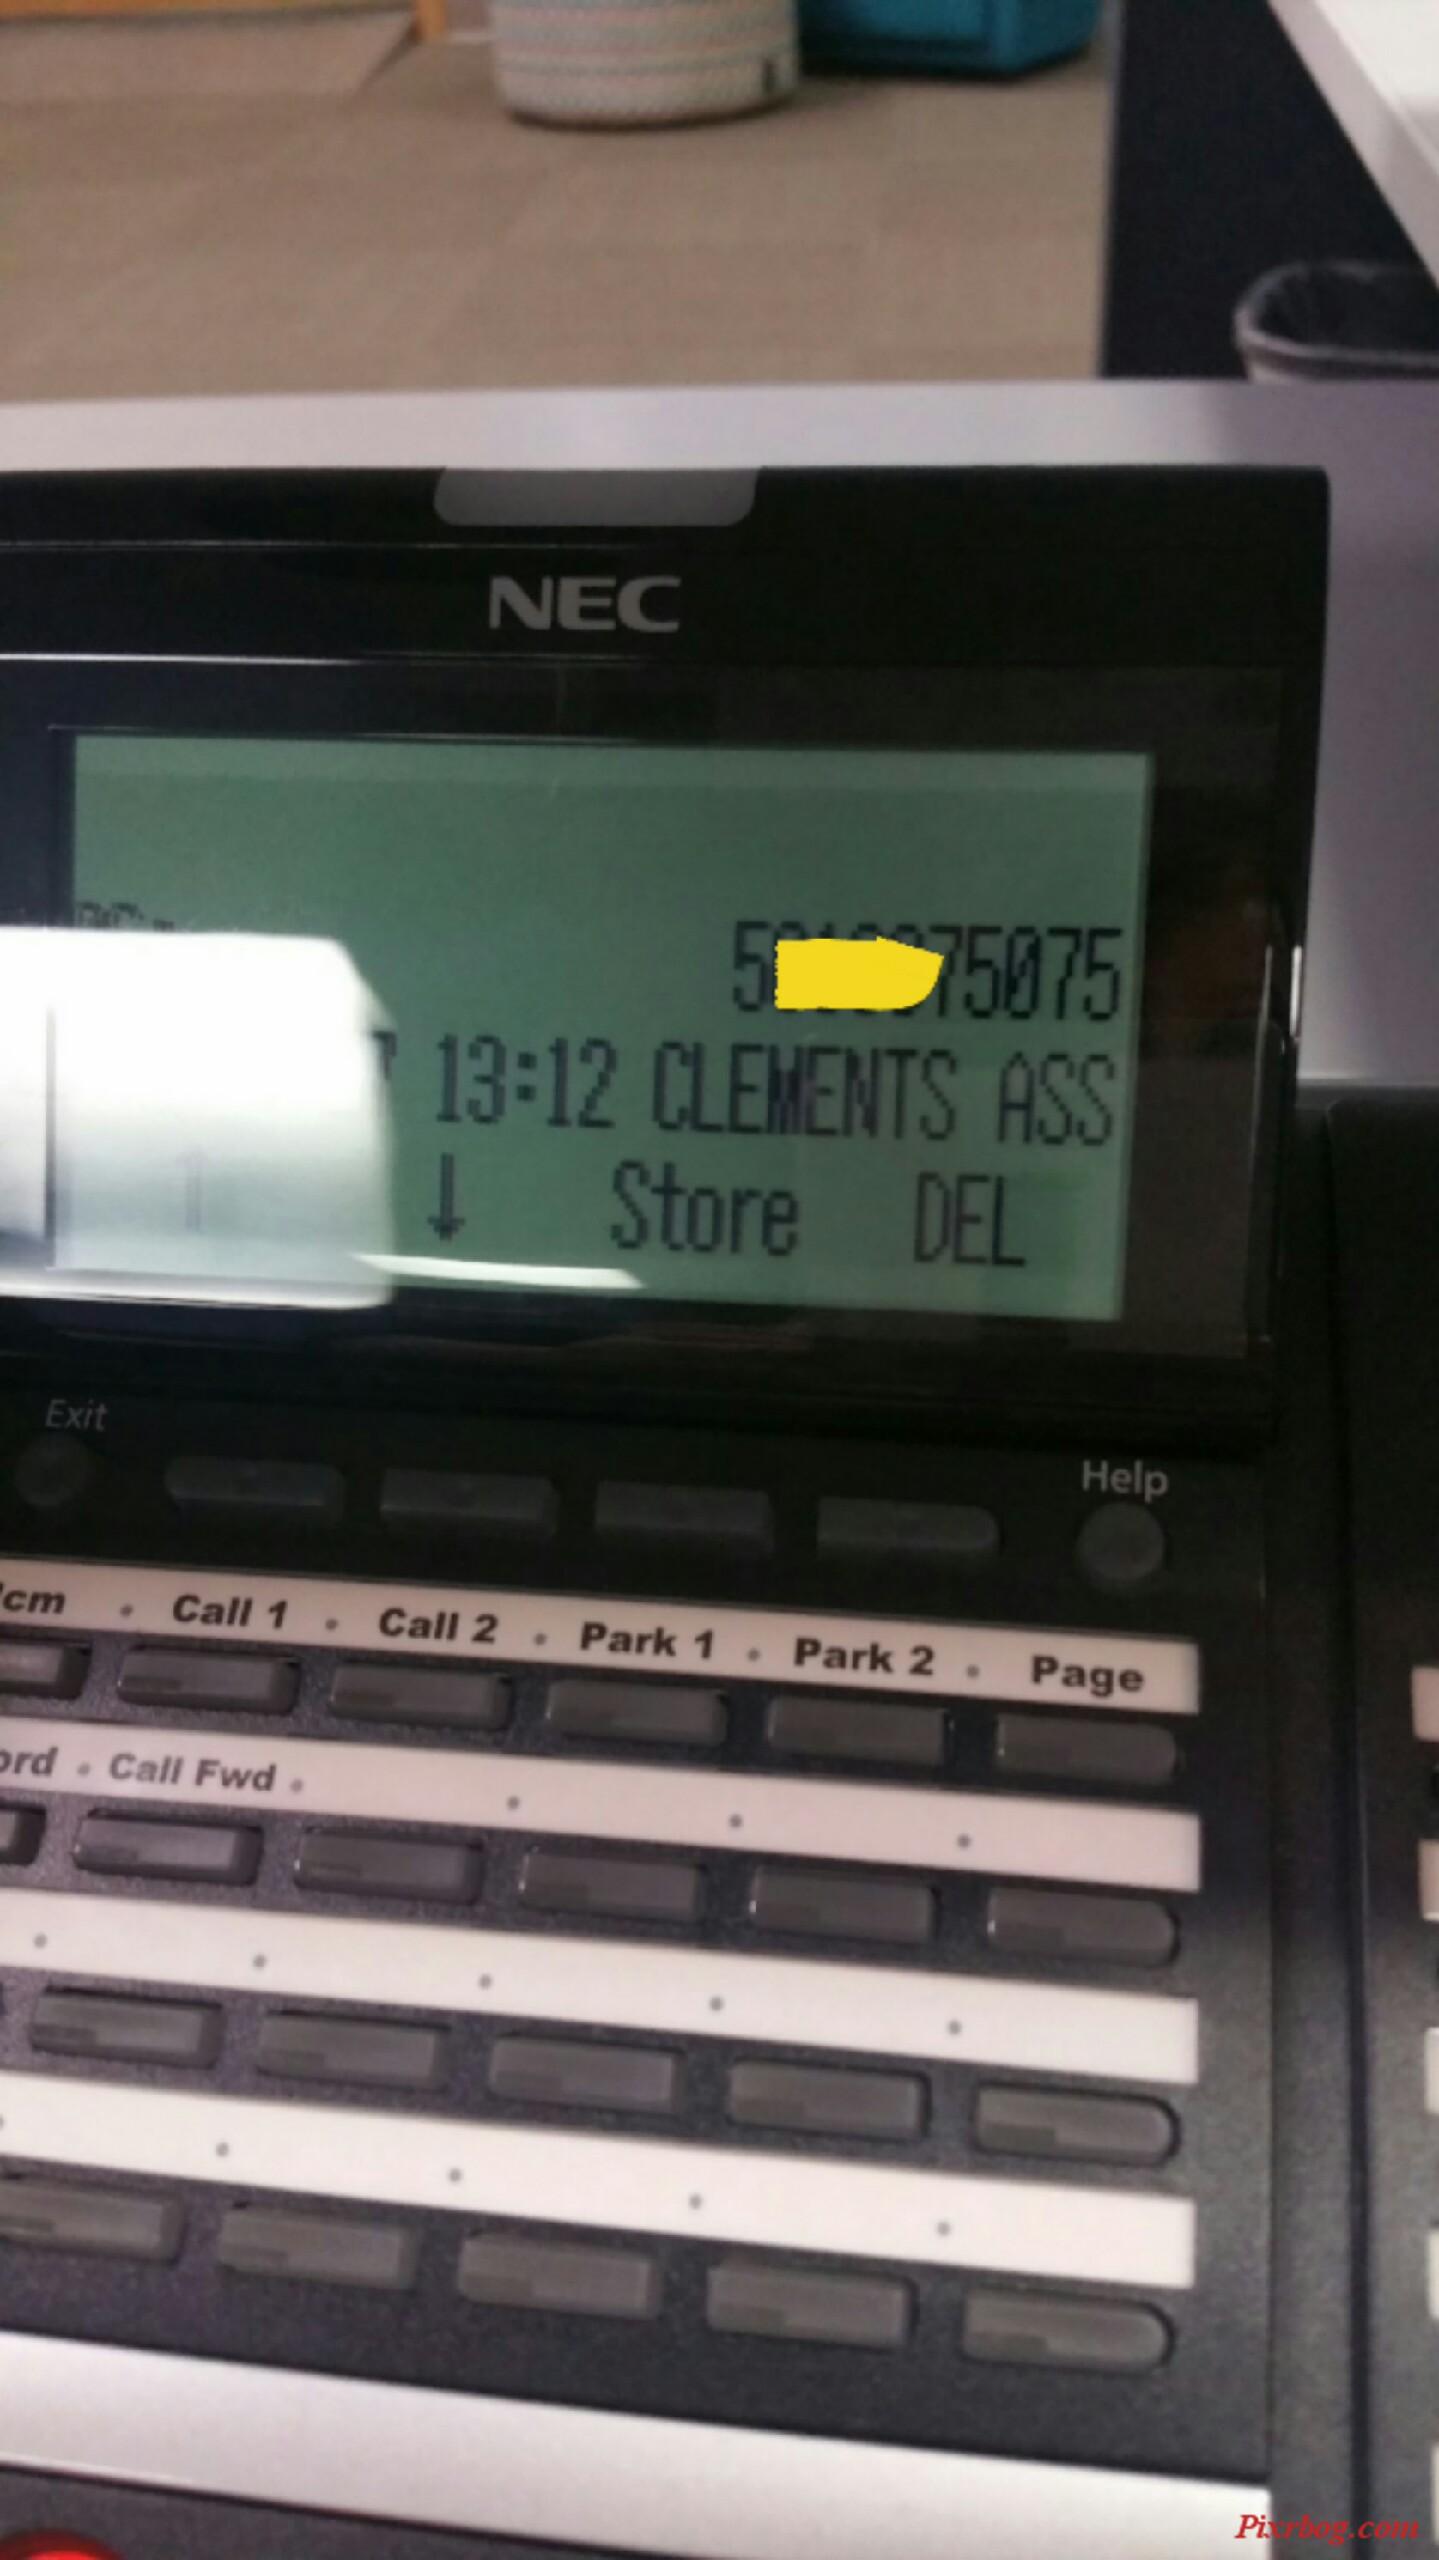 NEC
75075
13:12 CLEMENTS ASS
↓ Store DEL
Exit
Help
Call 1 Call 2 Park 1 Park 2 Page
Call Fwd
Pixrbog.com